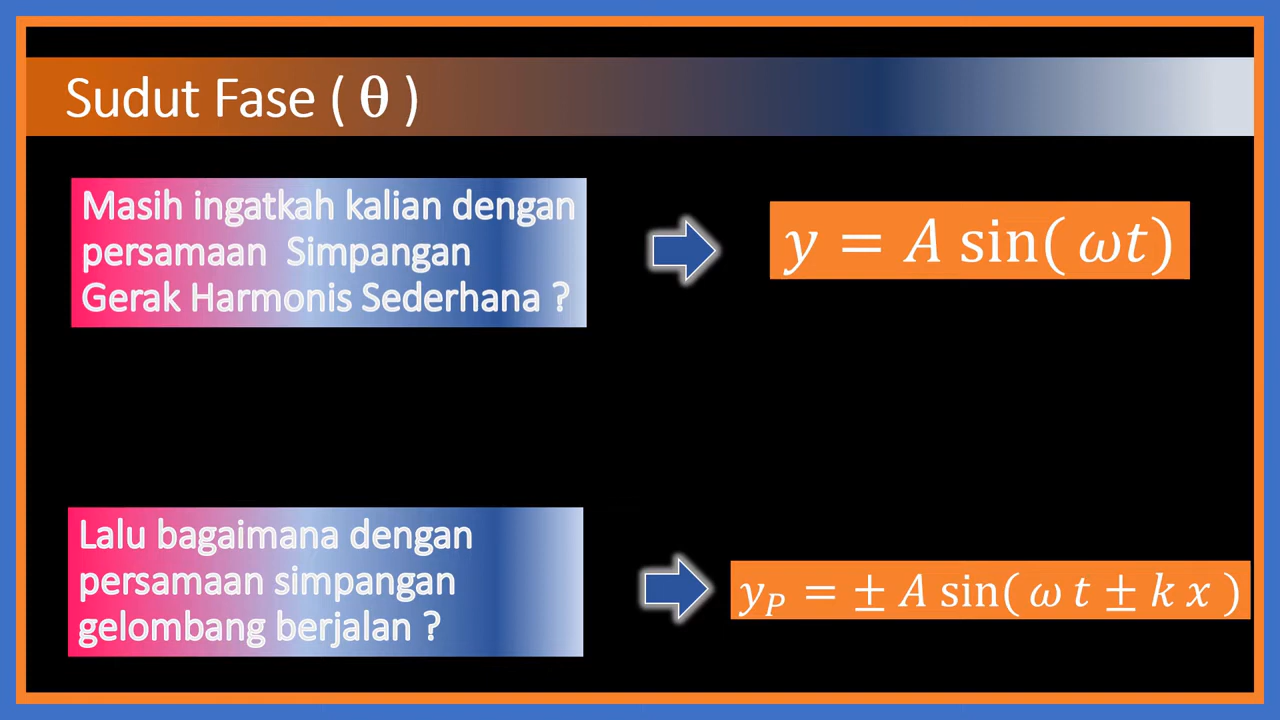 Sudut Fase ( θ )
Masih ingatkah kalian dengan
persamaan Simpangan
Gerak Harmonis Sederhana ?
y = A sin( ωt)
Lalu bagaimana dengan
persamaan simpangan
gelombang berjalan ?
y_P = ± A sin( ω t ± k x )